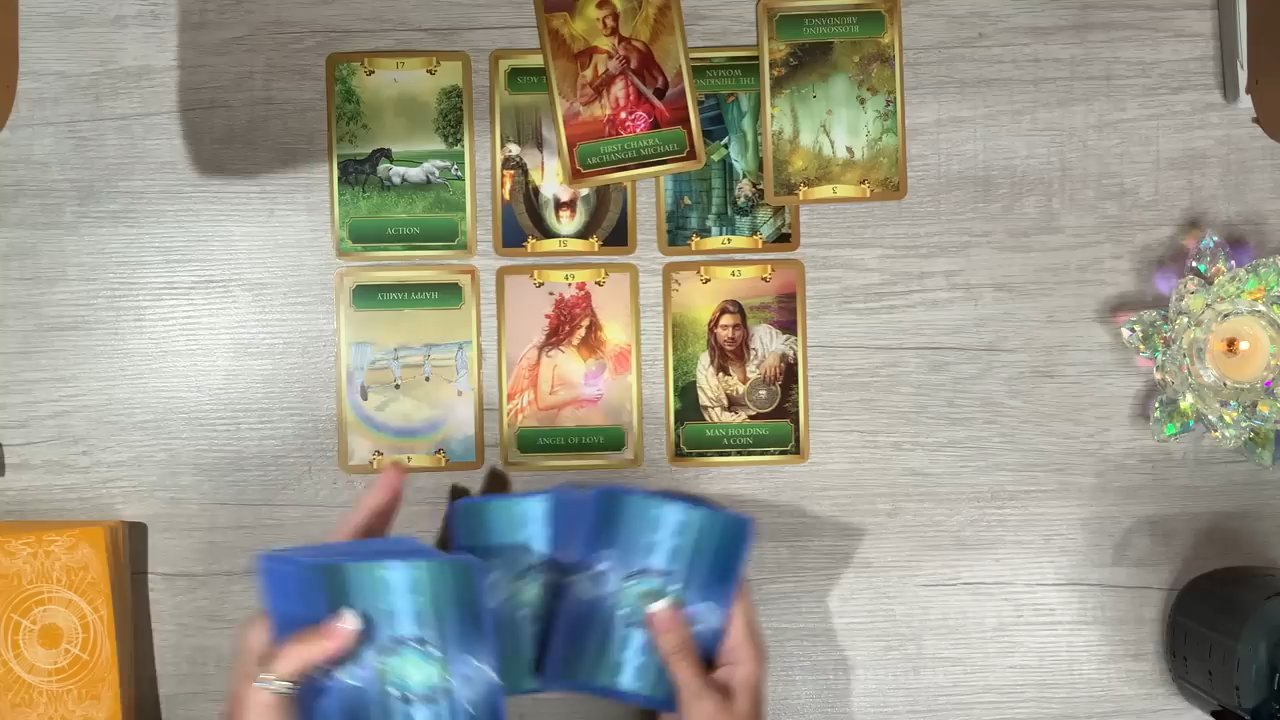 17
ACTION
E AGES
51
FIRST CHAKRA,
ARCHANGEL MICHAEL
THE THINKING
WOMAN
47
BLOSSOMING
ABUNDANCE
3
HAPPY FAMILY
4
49
ANGEL OF LOVE
43
MAN HOLDING
A COIN